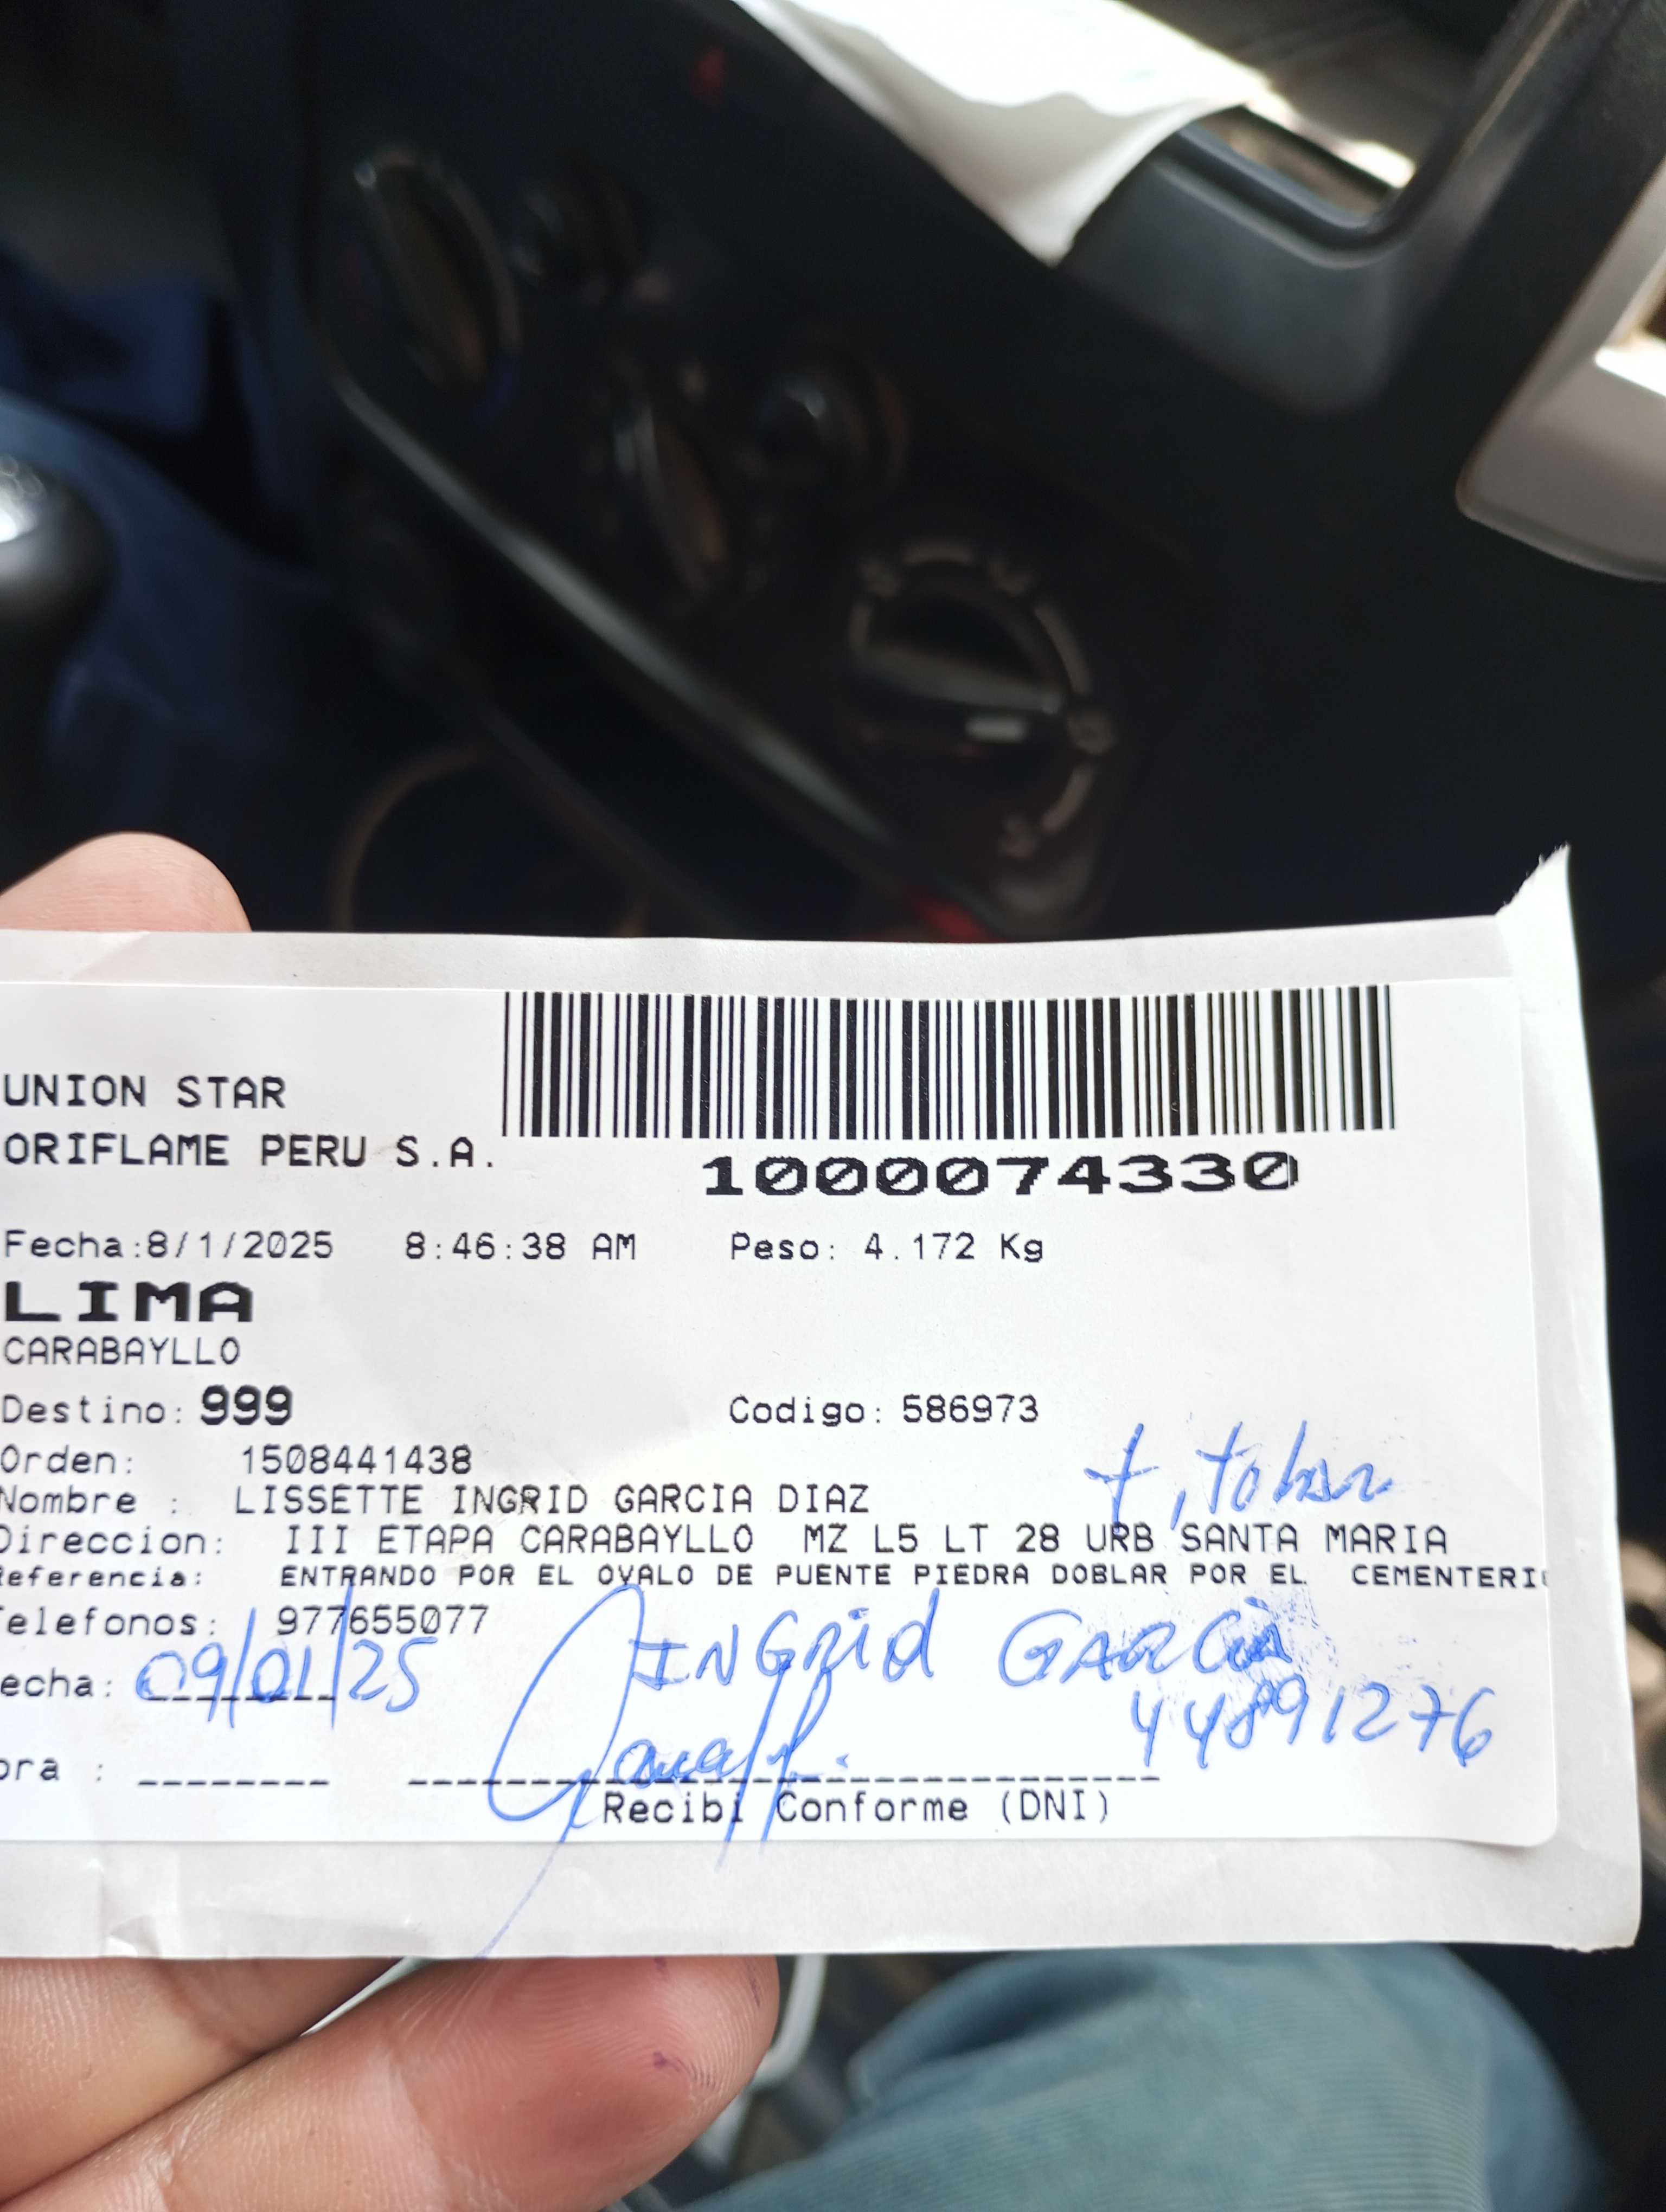 UNION STAR
ORIFLAME PERU S.A.
1000074330
Fecha:8/1/2025 8:46:38 AM Peso: 4.172 Kg
LIMA
CARABAYLLO
Destino: 999 Codigo: 586973
Orden: 1508441438
Nombre : LISSETTE INGRID GARCIA DIAZ
Direccion: III ETAPA CARABAYLLO MZ L5 LT 28 URB SANTA MARIA
Referencia: ENTRANDO POR EL OVALO DE PUENTE PIEDRA DOBLAR POR EL CEMENTERI
Telefonos: 977655077
INGRid GARCIA
echa: 09/01/25
44891276
ora :
Recibi Conforme (DNI)